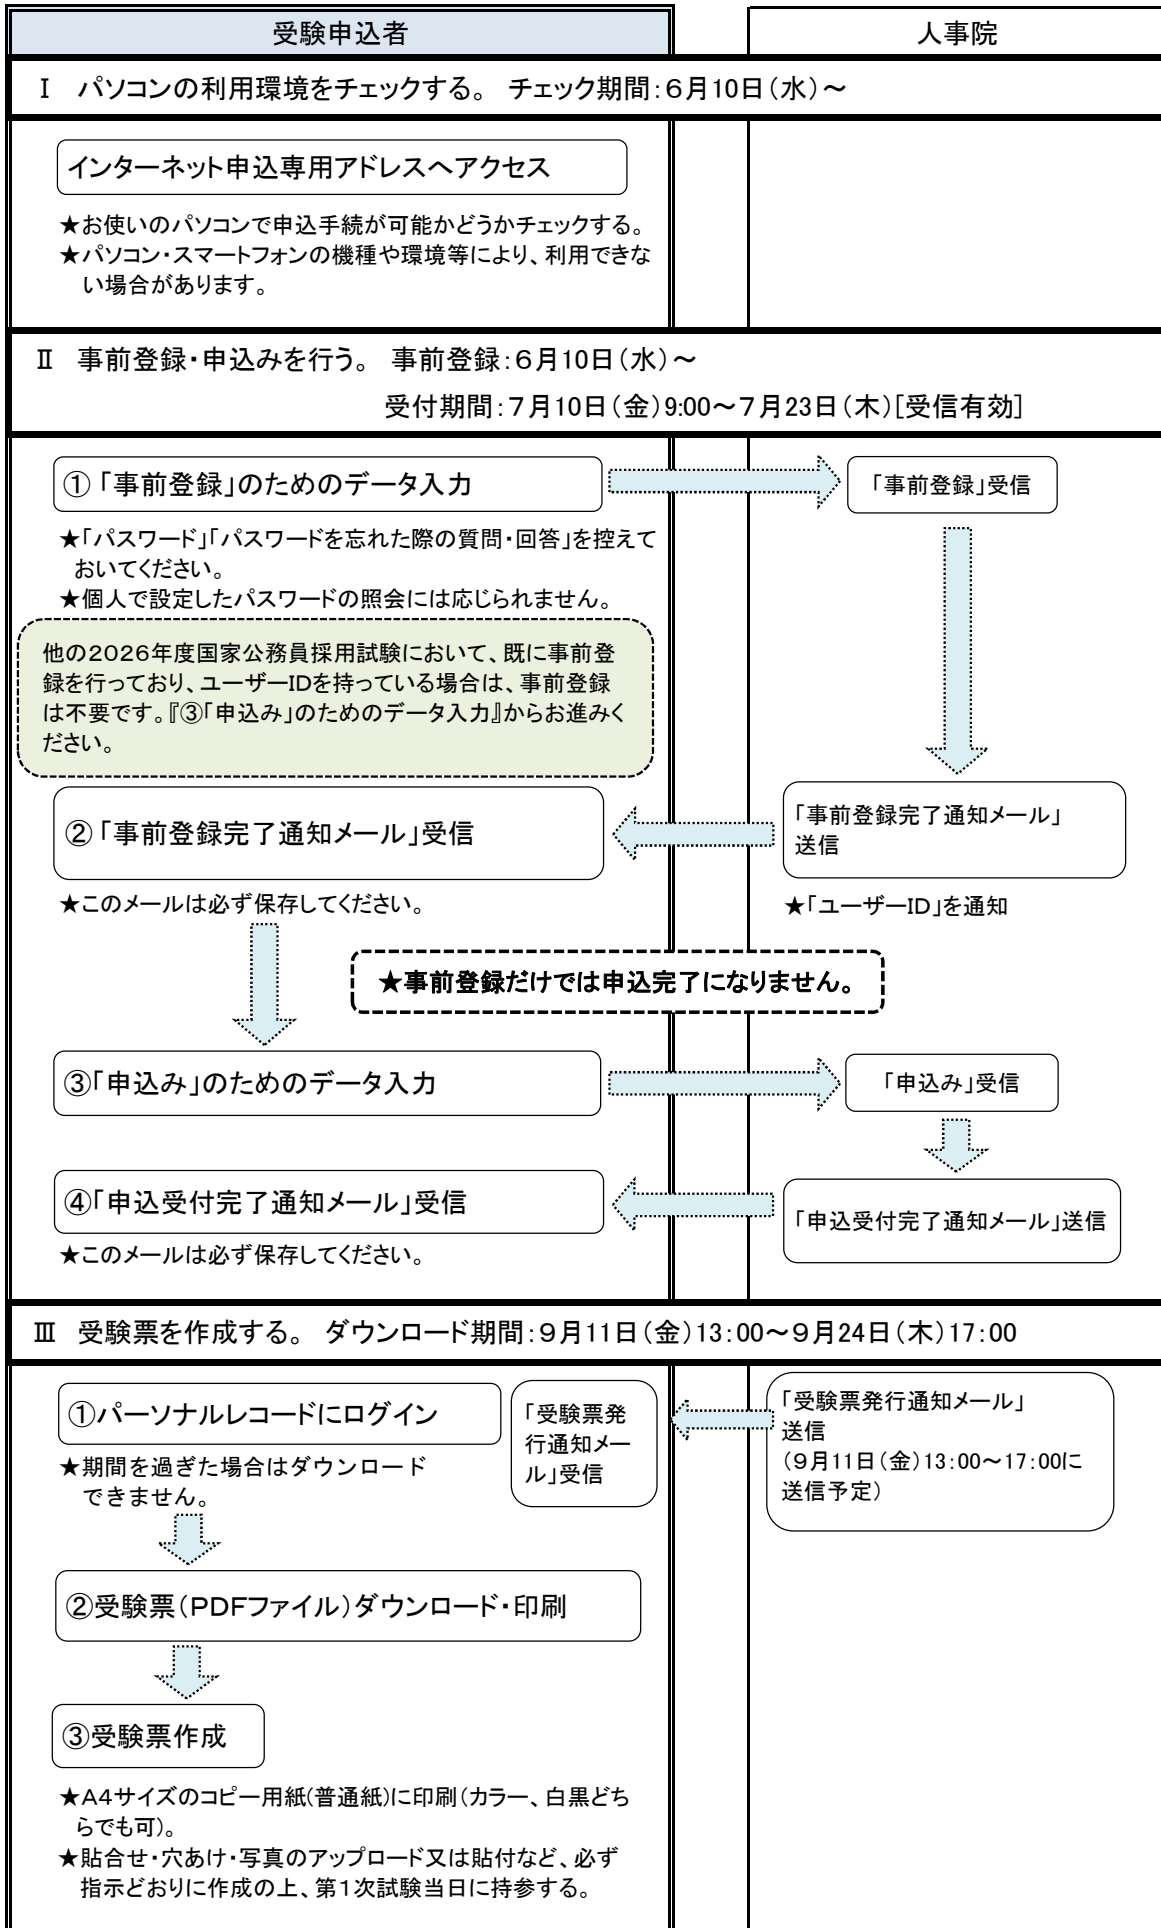 受験申込者
人事院
Ⅰ パソコンの利用環境をチェックする。 チェック期間：６月10日（水）～
インターネット申込専用アドレスへアクセス
★お使いのパソコンで申込手続が可能かどうかチェックする。
★パソコン・スマートフォンの機種や環境等により、利用できな
い場合があります。
Ⅱ 事前登録・申込みを行う。 事前登録：６月10日（水）～
受付期間：７月10日（金）9:00～７月23日（木）[受信有効]
①「事前登録」のためのデータ入力
「事前登録」受信
★「パスワード」「パスワードを忘れた際の質問・回答」を控えて
おいてください。
★個人で設定したパスワードの照会には応じられません。
他の２０２６年度国家公務員採用試験において、既に事前登
録を行っており、ユーザーIDを持っている場合は、事前登録
は不要です。『③「申込み」のためのデータ入力』からお進みく
ださい。
②「事前登録完了通知メール」受信
「事前登録完了通知メール」
送信
★このメールは必ず保存してください。
★「ユーザーID」を通知
★事前登録だけでは申込完了になりません。
③「申込み」のためのデータ入力
「申込み」受信
④「申込受付完了通知メール」受信
「申込受付完了通知メール」送信
★このメールは必ず保存してください。
Ⅲ 受験票を作成する。 ダウンロード期間：９月11日（金）13：00～９月24日（木）17：00
①パーソナルレコードにログイン
★期間を過ぎた場合はダウンロード
できません。
「受験票発
行通知メー
ル」受信
「受験票発行通知メール」
送信
（９月11日（金）13：00～17：00に
送信予定）
②受験票（ＰＤＦファイル）ダウンロード・印刷
③受験票作成
★Ａ４サイズのコピー用紙(普通紙)に印刷（カラー、白黒どち
らでも可）。
★貼合せ・穴あけ・写真のアップロード又は貼付など、必ず
指示どおりに作成の上、第１次試験当日に持参する。